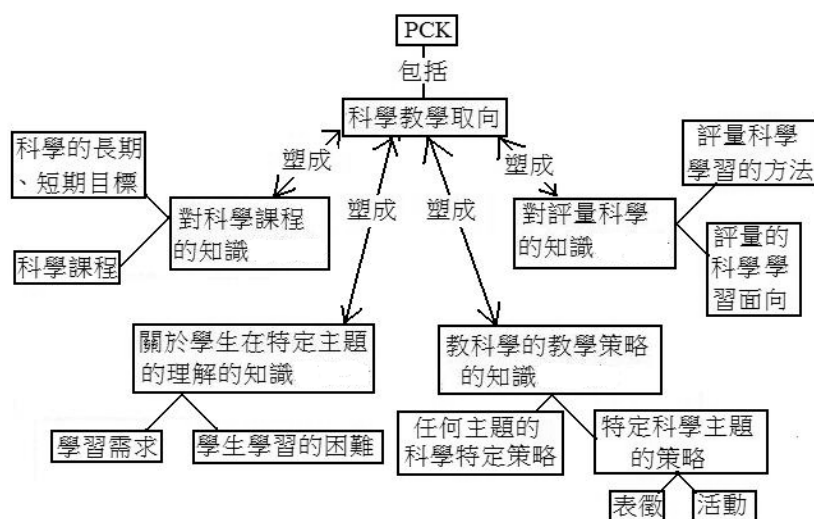 PCK
包括
科學教學取向
塑成
塑成
塑成
塑成
科學的長期
、短期目標
科學課程
對科學課程
的知識
對評量科學
的知識
評量科學
學習的方法
評量的
科學學
習面向
關於學生在特定主題
的理解的知識
學習需求
學生學習的困難
教科學的教學策略
的知識
任何主題的
科學特定策略
特定科學主題
的策略
表徵
活動